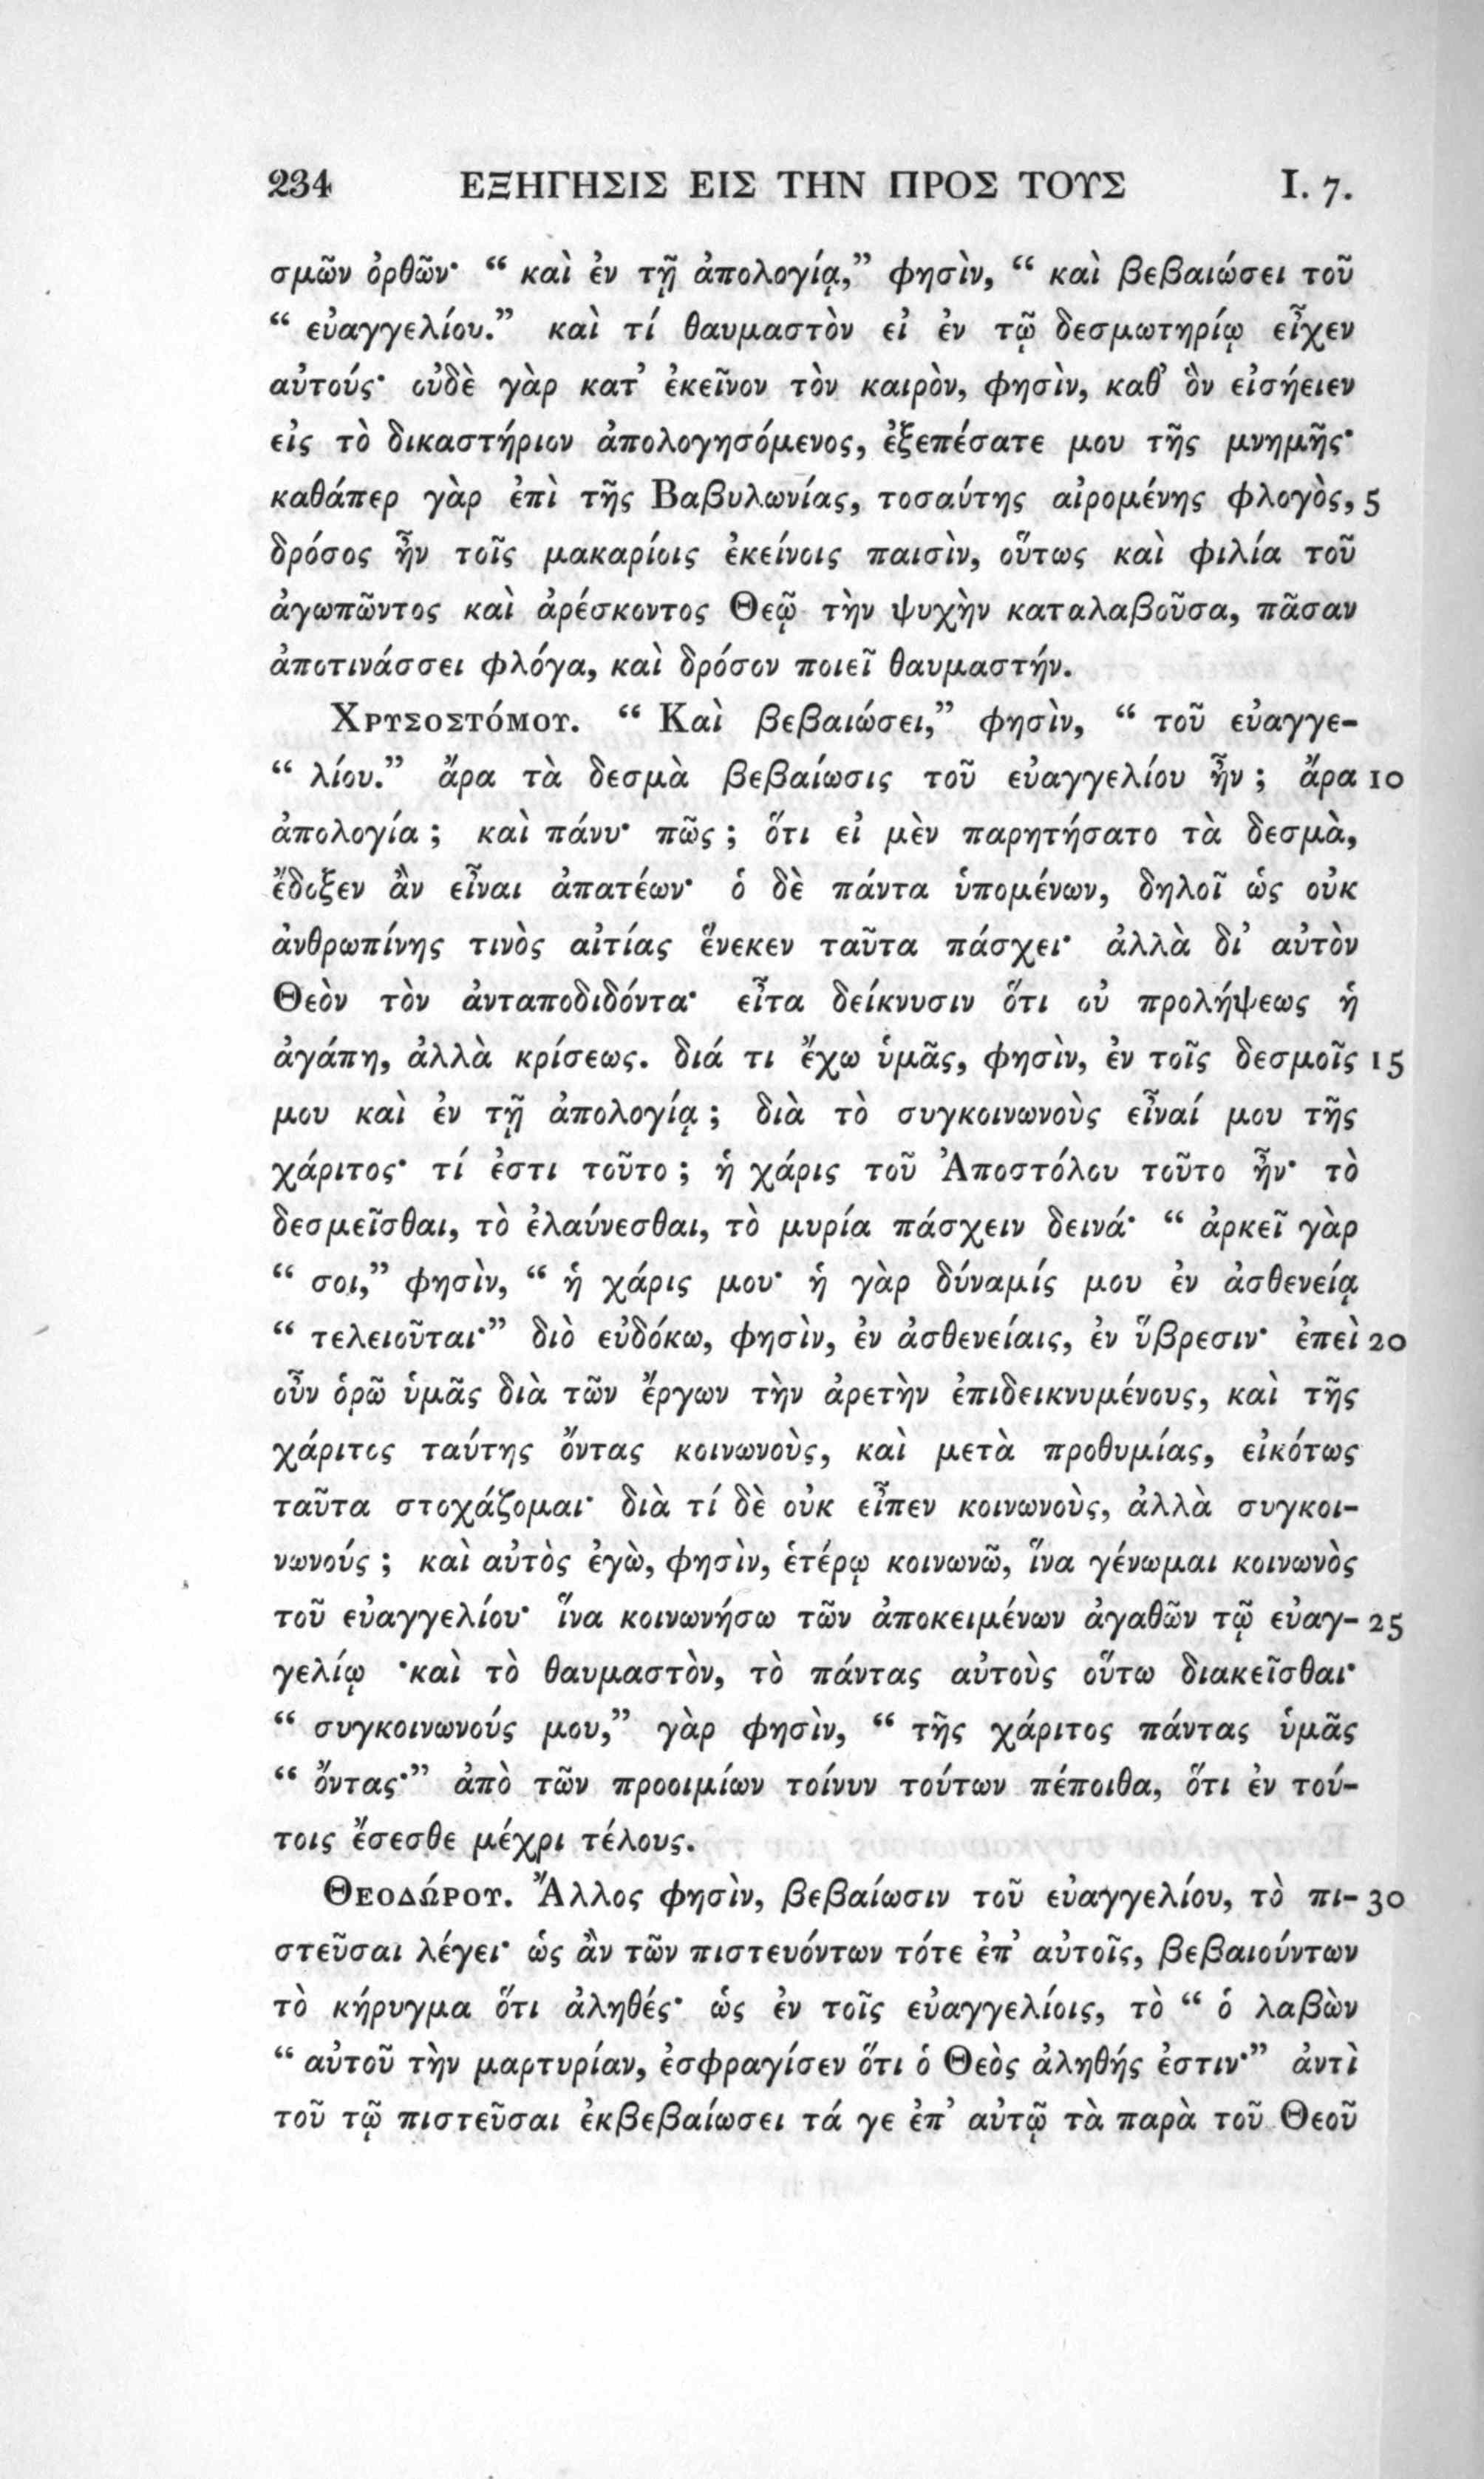 234 ΕΞΗΓΗΣΙΣ ΕΙΣ ΤΗΝ ΠΡΟΣ ΤΟΥΣ I. 7.
σμῶν ὀρθῶν· “ καὶ ἐν τῇ ἀπολογίᾳ,” φησὶν, “ καὶ βεβαιώσει τοῦ
“ εὐαγγελίου.” καὶ τί θαυμαστὸν εἰ ἐν τῷ δεσμωτηρίῳ εἶχεν
αὐτούς· οὐδὲ γὰρ κατ’ ἐκεῖνον τὸν καιρὸν, φησὶν, καθ’ ὃν εἰσήειεν
εἰς τὸ δικαστήριον ἀπολογησόμενος, ἐξεπέσατε μου τῆς μνημῆς·
καθάπερ γὰρ ἐπὶ τῆς Βαβυλωνίας, τοσαύτης αἰρομένης φλογὸς, 5
δρόσος ἦν τοῖς μακαρίοις ἐκείνοις παισὶν, οὕτως καὶ φιλία τοῦ
ἀγωπῶντος καὶ ἀρέσκοντος Θεῷ τὴν ψυχὴν καταλαβοῦσα, πᾶσαν
ἀποτινάσσει φλόγα, καὶ δρόσον ποιεῖ θαυμαστήν.
Χρυσοστόμου. “ Καὶ βεβαιώσει,” φησὶν, “ τοῦ εὐαγγε-
“ λίου.” ἄρα τὰ δεσμὰ βεβαίωσις τοῦ εὐαγγελίου ἦν ; ἄρα 10
ἀπολογία ; καὶ πάνυ· πῶς ; ὅτι εἰ μὲν παρητήσατο τὰ δεσμὰ,
ἔδοξεν ἂν εἶναι ἀπατέων· ὁ δὲ πάντα ὑπομένων, δηλοῖ ὡς οὐκ
ἀνθρωπίνης τινὸς αἰτίας ἕνεκεν ταῦτα πάσχει· ἀλλὰ δι’ αὐτὸν
Θεὸν τὸν ἀνταποδιδόντα· εἶτα δείκνυσιν ὅτι οὐ προλήψεως ἡ
ἀγάπη, ἀλλὰ κρίσεως. διά τι ἔχω ὑμᾶς, φησὶν, ἐν τοῖς δεσμοῖς 15
μου καὶ ἐν τῇ ἀπολογίᾳ ; διὰ τὸ συγκοινωνοὺς εἶναί μου τῆς
χάριτος· τί ἐστι τοῦτο ; ἡ χάρις τοῦ Ἀποστόλου τοῦτο ἦν· τὸ
δεσμεῖσθαι, τὸ ἐλαύνεσθαι, τὸ μυρία πάσχειν δεινά· “ ἀρκεῖ γὰρ
“ σοι,” φησὶν, “ ἡ χάρις μου· ἡ γὰρ δύναμίς μου ἐν ἀσθενείᾳ
“ τελειοῦται·” διὸ εὐδόκω, φησὶν, ἐν ἀσθενείαις, ἐν ὕβρεσιν· ἐπεὶ 20
οὖν ὁρῶ ὑμᾶς διὰ τῶν ἔργων τὴν ἀρετὴν ἐπιδεικνυμένους, καὶ τῆς
χάριτος ταύτης ὄντας κοινωνοὺς, καὶ μετὰ προθυμίας, εἰκότως
ταῦτα στοχάζομαι· διὰ τί δὲ οὐκ εἶπεν κοινωνοὺς, ἀλλὰ συγκοι-
νωνούς ; καὶ αὐτὸς ἐγὼ, φησὶν, ἑτέρῳ κοινωνῶ, ἵνα γένωμαι κοινωνὸς
τοῦ εὐαγγελίου· ἵνα κοινωνήσω τῶν ἀποκειμένων ἀγαθῶν τῷ εὐαγ- 25
γελίῳ ·καὶ τὸ θαυμαστὸν, τὸ πάντας αὐτοὺς οὕτω διακεῖσθαι·
“ συγκοινωνούς μου,” γὰρ φησὶν, “ τῆς χάριτος πάντας ὑμᾶς
“ ὄντας·” ἀπὸ τῶν προοιμίων τοίνυν τούτων πέποιθα, ὅτι ἐν τού-
τοις ἔσεσθε μέχρι τέλους.
Θεοδώρου. Ἄλλος φησὶν, βεβαίωσιν τοῦ εὐαγγελίου, τὸ πι- 30
στεῦσαι λέγει· ὡς ἂν τῶν πιστευόντων τότε ἐπ’ αὐτοῖς, βεβαιούντων
τὸ κήρυγμα ὅτι ἀληθές· ὡς ἐν τοῖς εὐαγγελίοις, τὸ “ ὁ λαβὼν
“ αὐτοῦ τὴν μαρτυρίαν, ἐσφραγίσεν ὅτι ὁ Θεὸς ἀληθής ἐστιν·” ἀντὶ
τοῦ τῷ πιστεῦσαι ἐκβεβαίωσει τά γε ἐπ’ αὐτῷ τὰ παρὰ τοῦ Θεοῦ